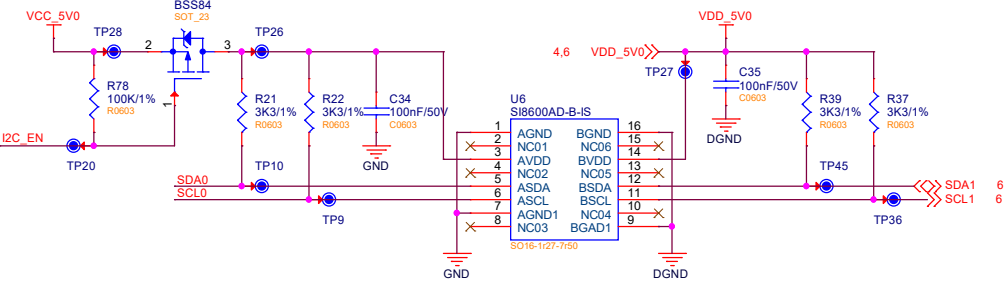 BSS84
SOT_23
VCC_5V0
TP28
2
3
TP26
1
R78
100K/1%
R0603
I2C_EN
TP20
R21
3K3/1%
R0603
R22
3K3/1%
R0603
C34
100nF/50V
C0603
GND
SDA0
SCL0
TP10
TP9
U6
SI8600AD-B-IS
1 AGND BGND 16
2 NC01 NC06 15
3 AVDD BVDD 14
4 NC02 NC05 13
5 ASDA BSDA 12
6 ASCL BSCL 11
7 AGND1 NC04 10
8 NC03 BGAD1 9
SO16-1r27-7r50
GND
DGND
VDD_5V0
4,6 VDD_5V0
TP27
C35
100nF/50V
C0603
DGND
R39
3K3/1%
R0603
R37
3K3/1%
R0603
TP45
TP36
SDA1 6
SCL1 6